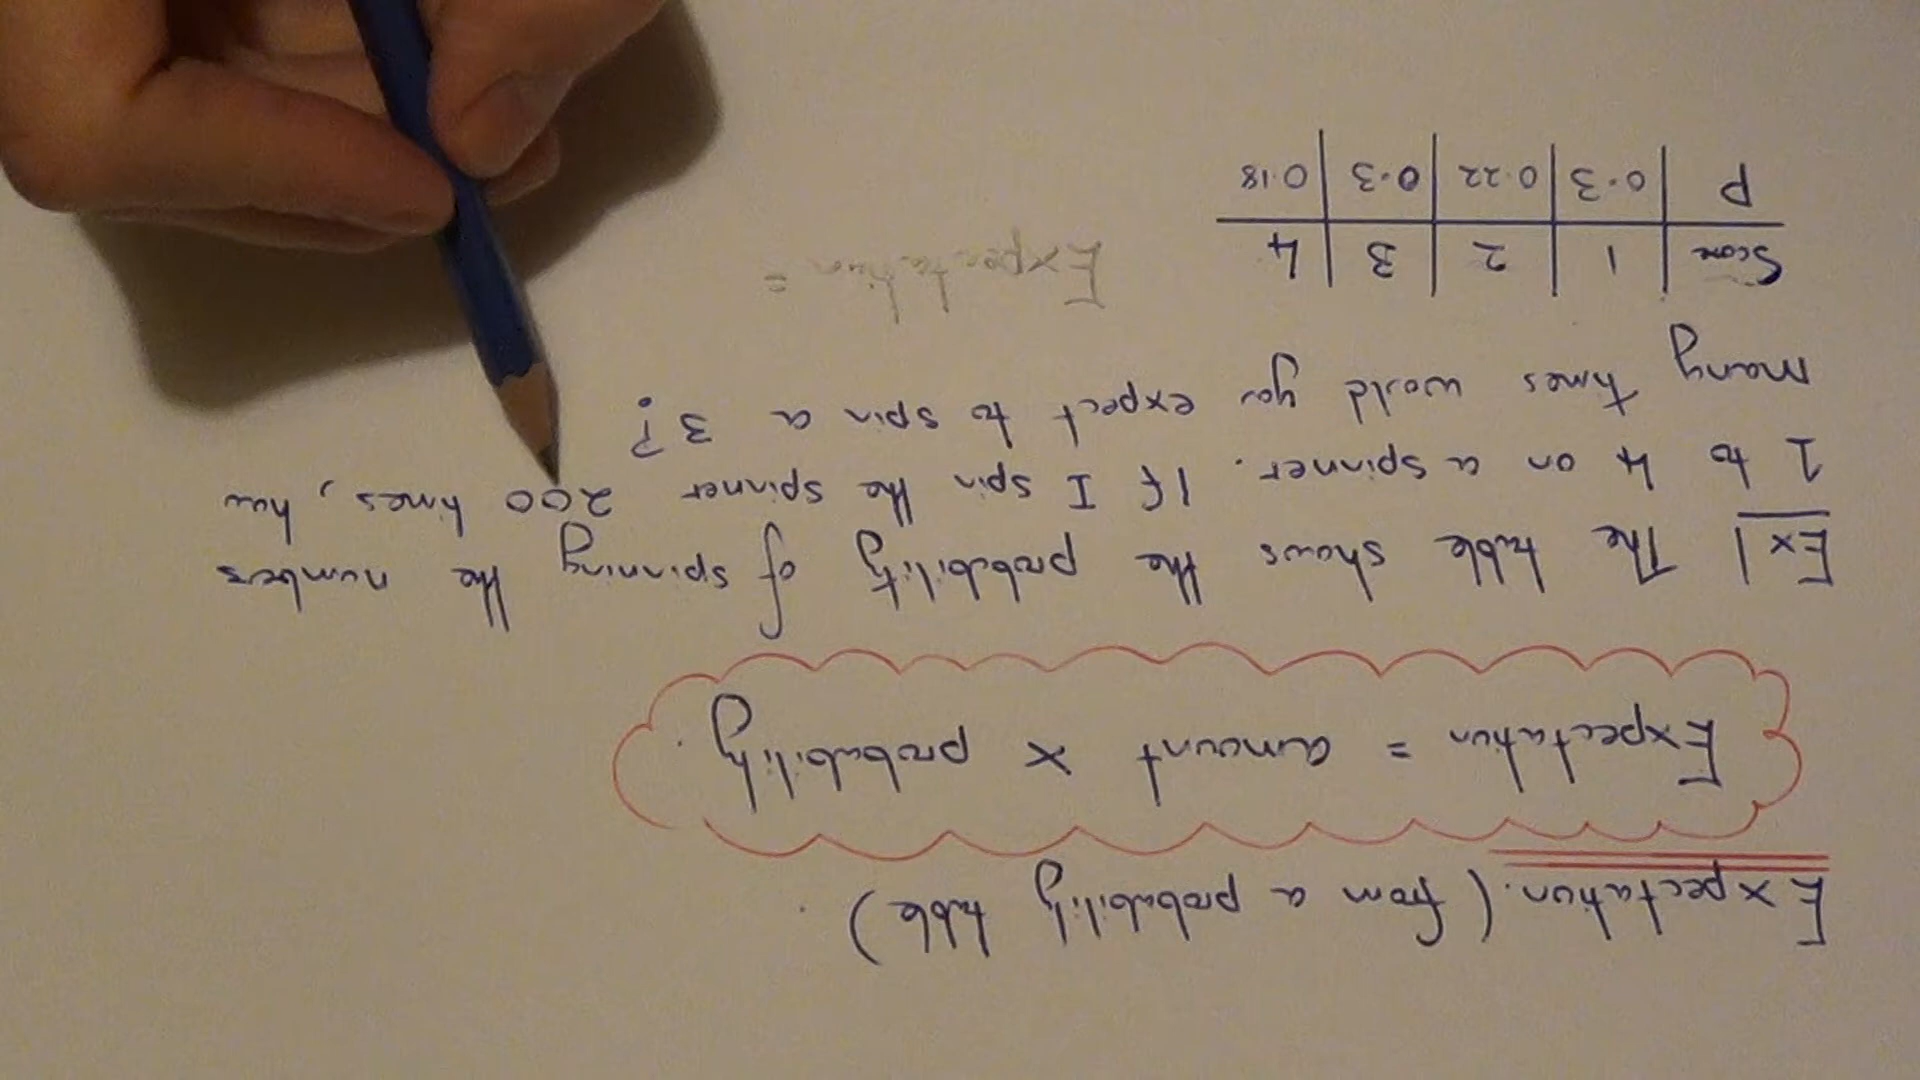 Expectation. (from a probability table).
Expectation = amount x probability.
Ex1 The table shows the probability of spinning the numbers
1 to 4 on a spinner. If I spin the spinner 200 times, how
many times would you expect to spin a 3?
Score 1 2 3 4
P 0.3 0.22 0.3 0.18
Expectation =